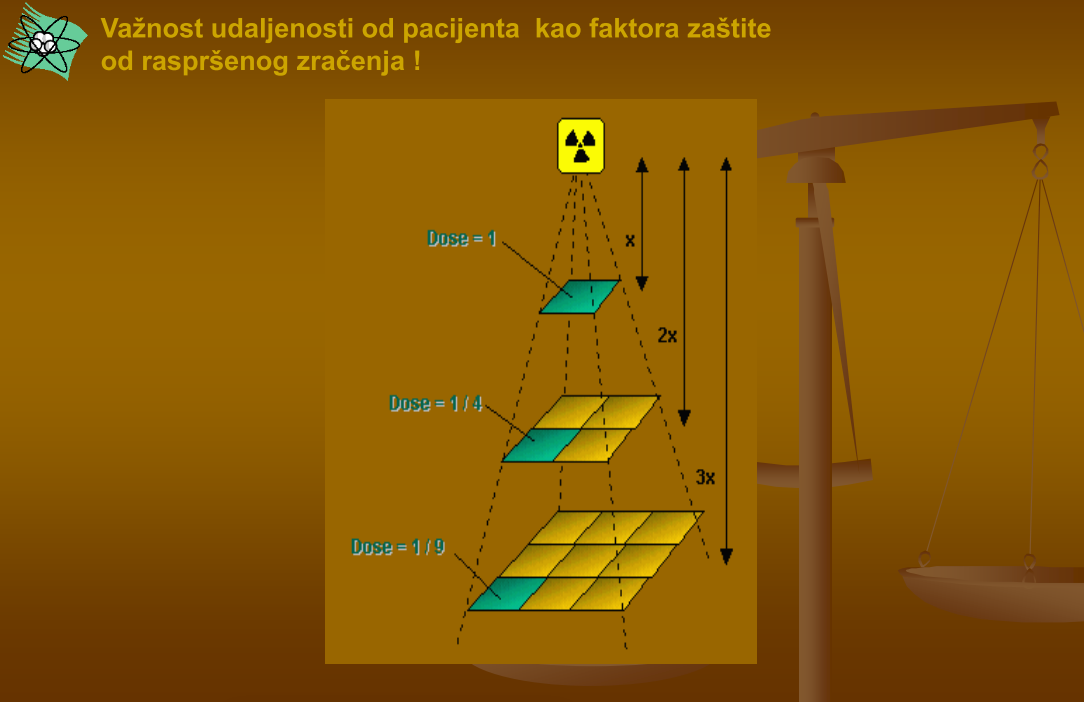 Važnost udaljenosti od pacijenta  kao faktora zaštite
od raspršenog zračenja !
Dose = 1
x
2x
Dose = 1 / 4
3x
Dose = 1 / 9